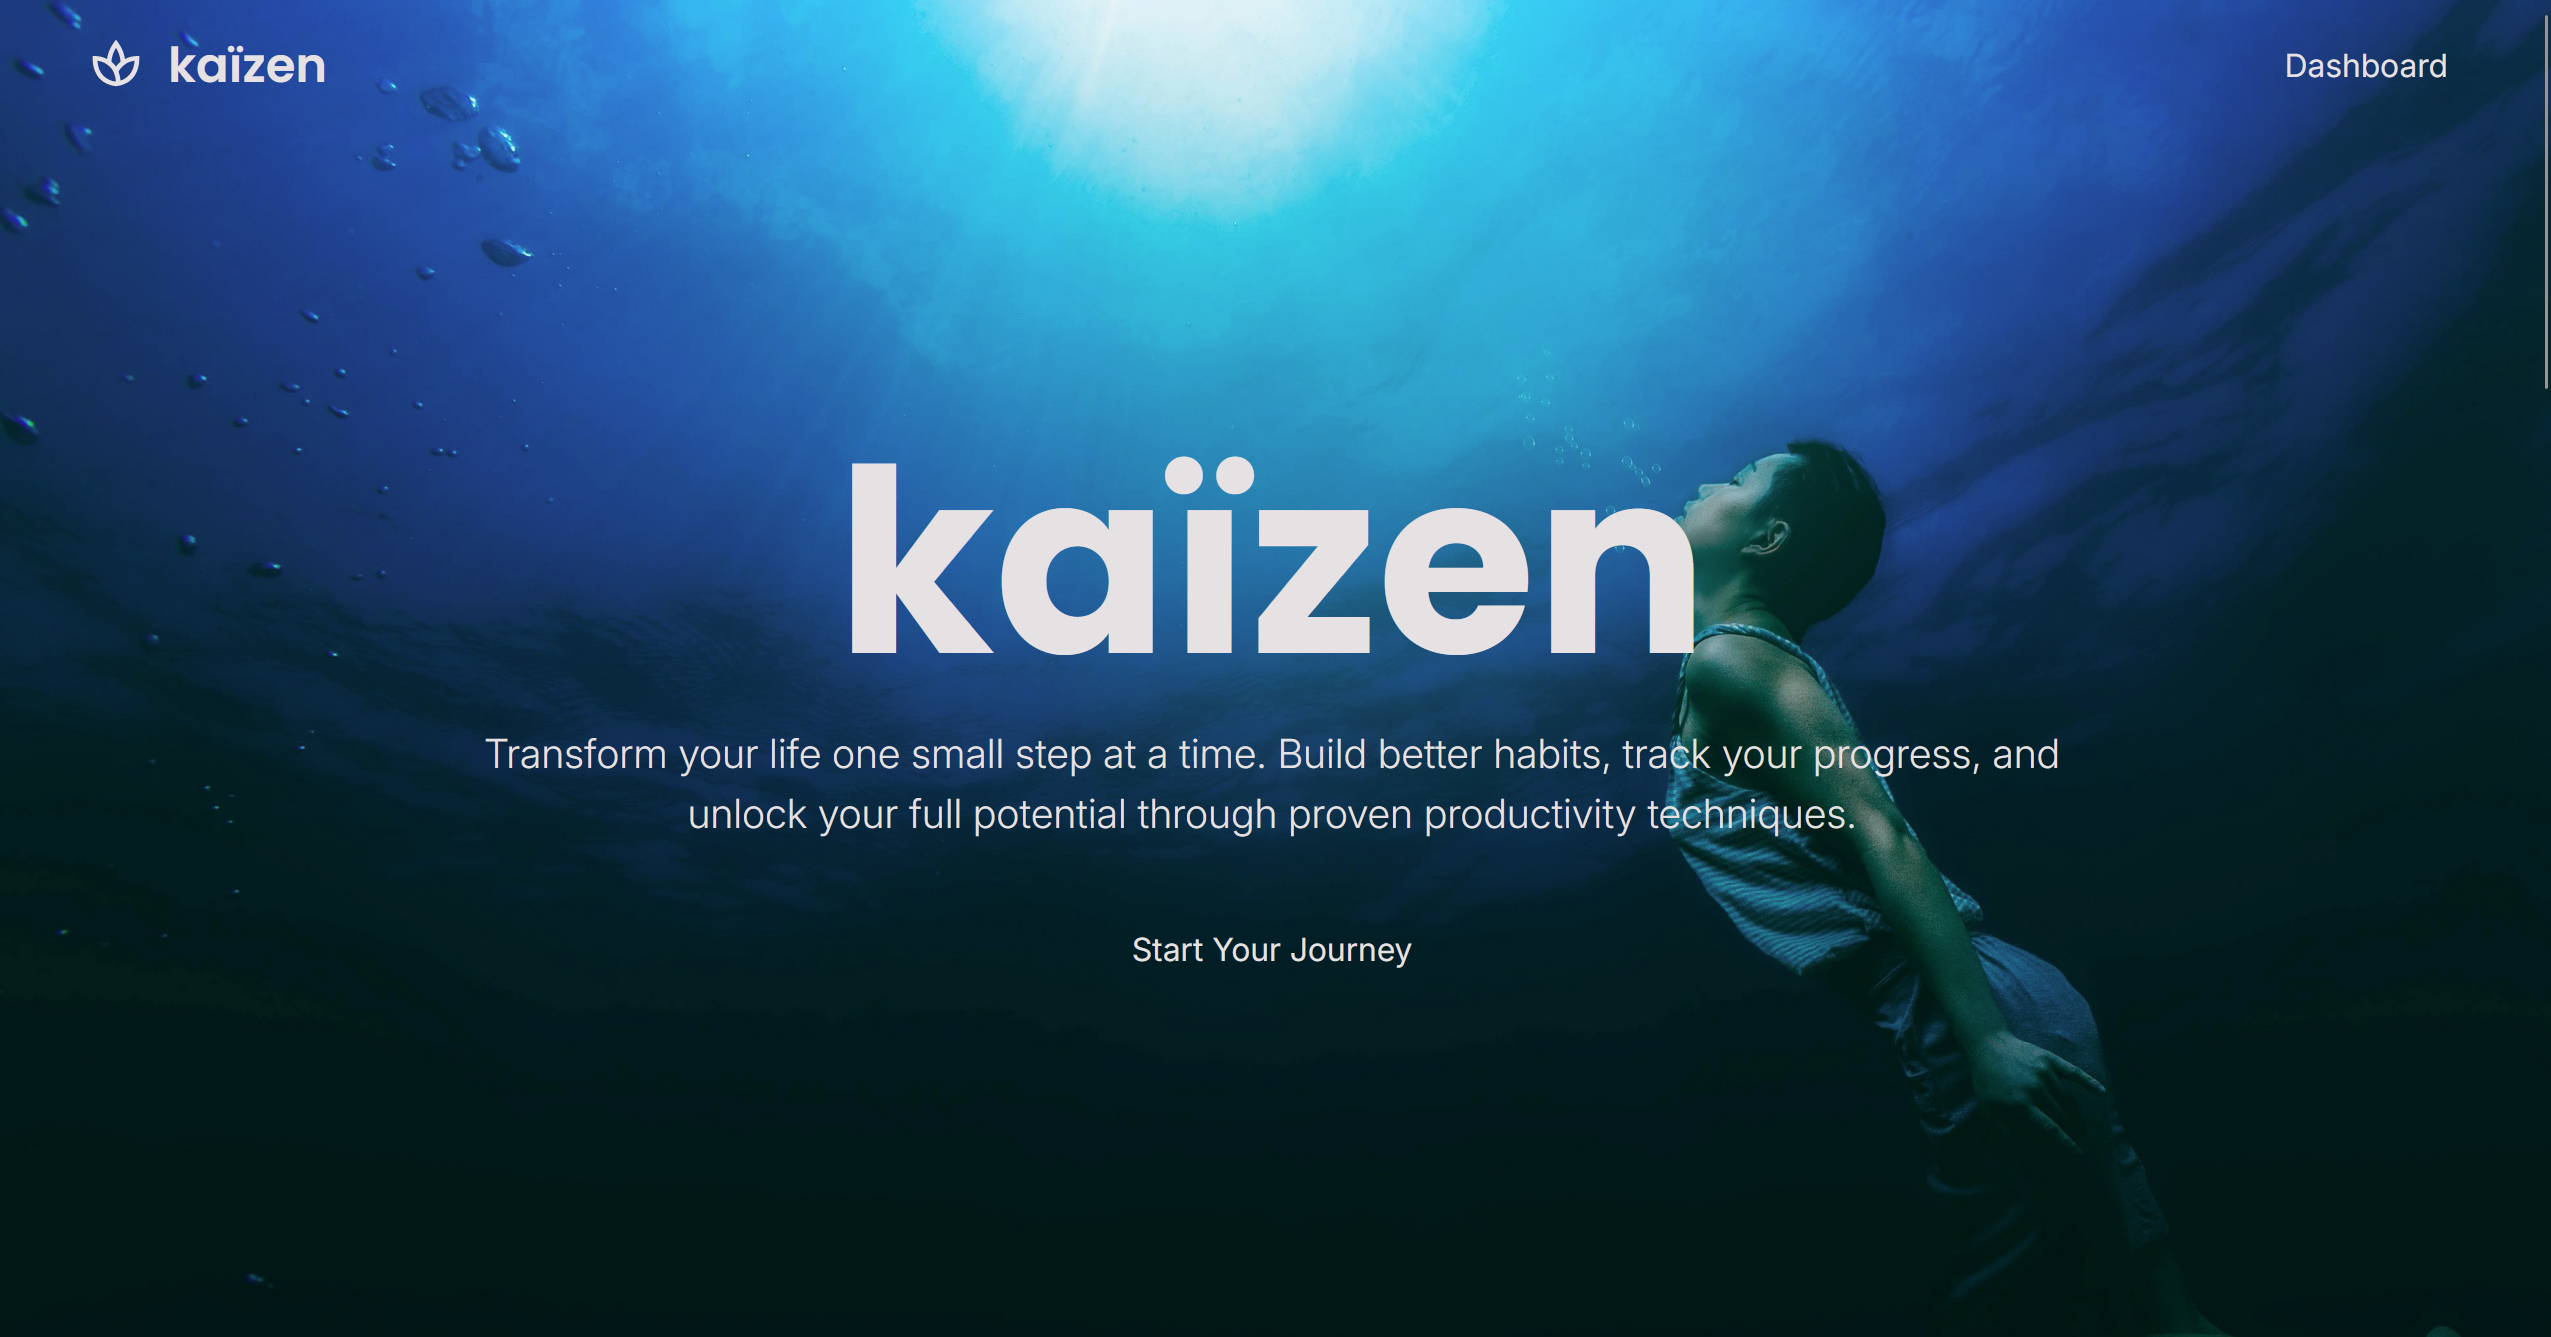 kaïzen
Dashboard
kaïzen
Transform your life one small step at a time. Build better habits, track your progress, and
unlock your full potential through proven productivity techniques.
Start Your Journey